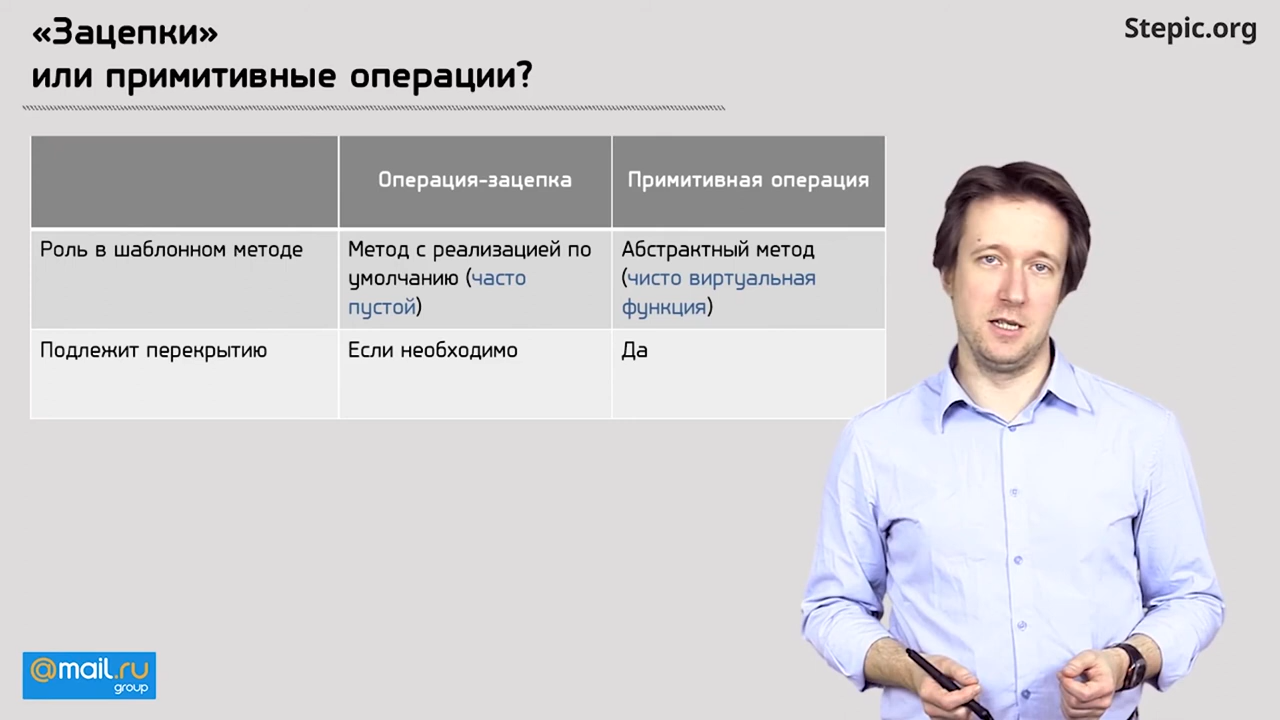 «Зацепки»
или примитивные операции?
Stepic.org
Операция-зацепка
Примитивная операция
Роль в шаблонном методе
Метод с реализацией по
умолчанию (часто
пустой)
Абстрактный метод
(чисто виртуальная
функция)
Подлежит перекрытию
Если необходимо
Да
@mail.ru
group